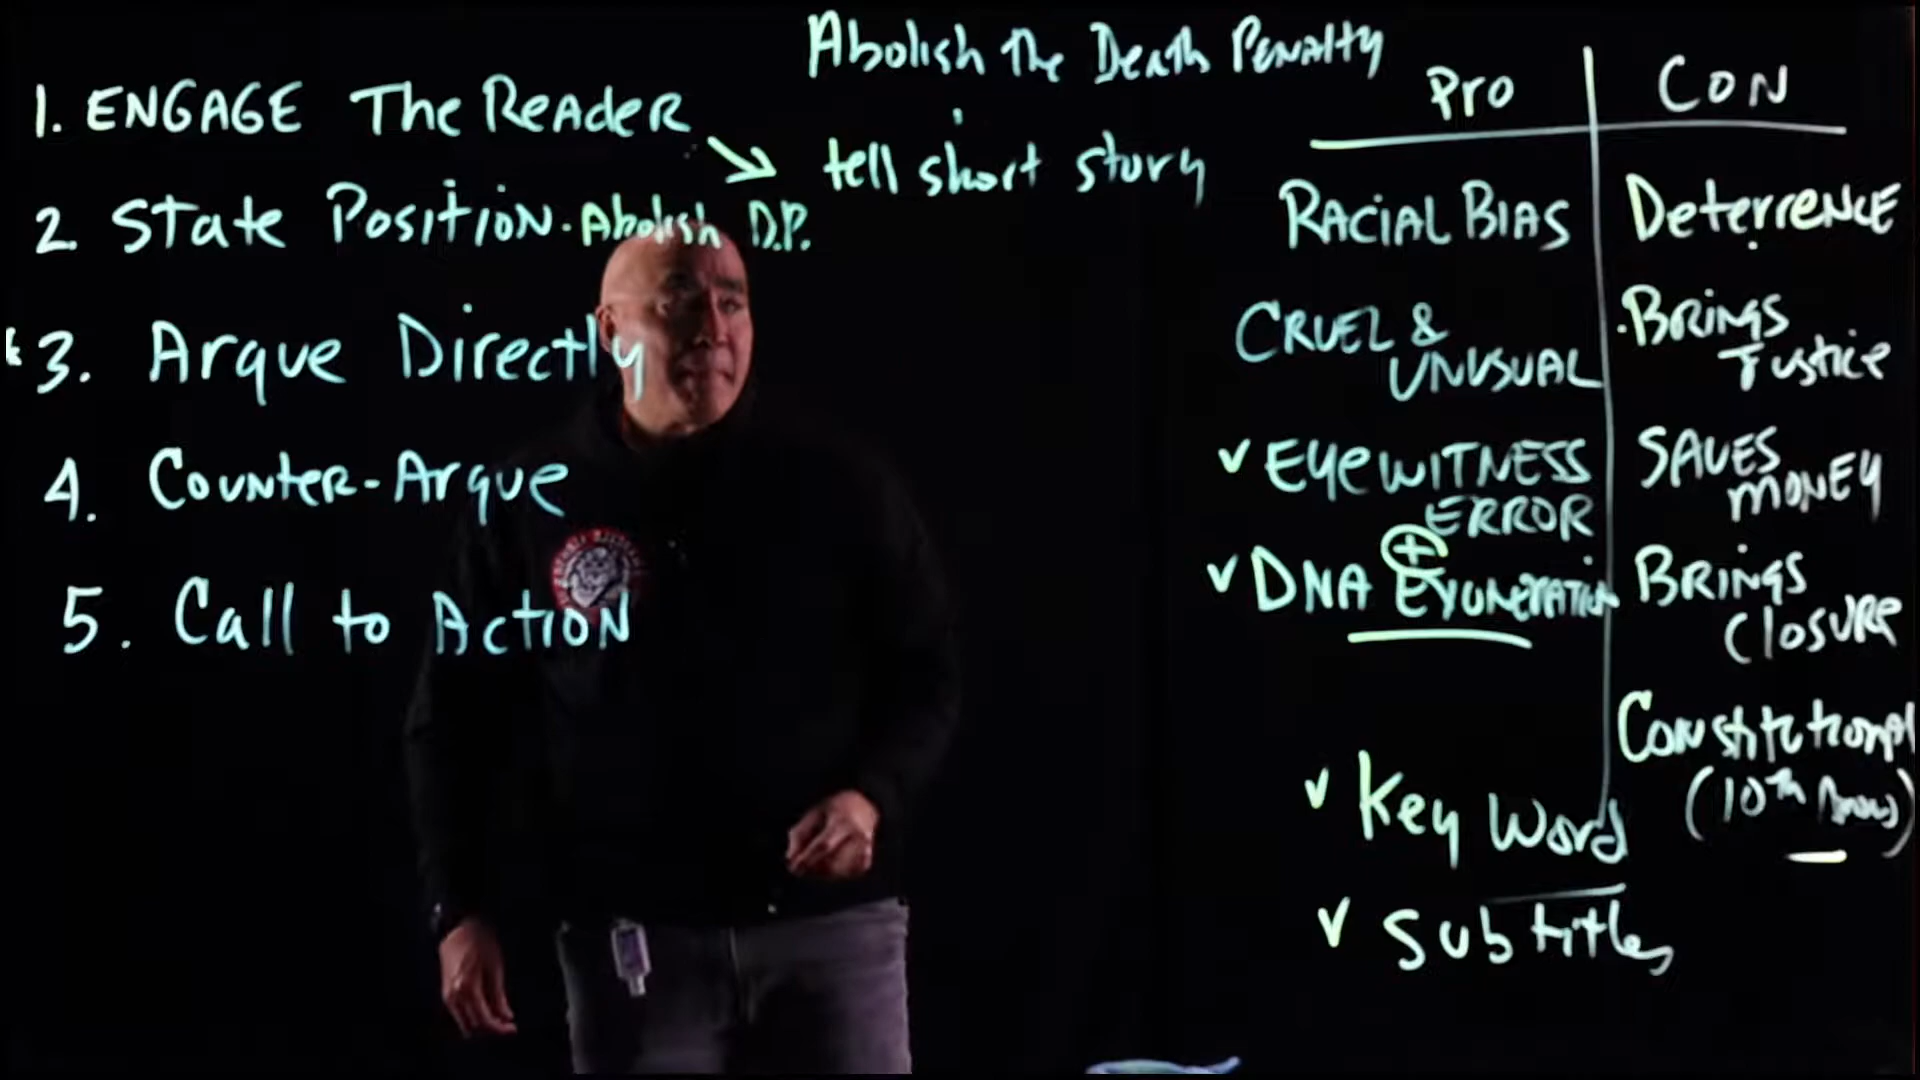 Abolish The Death Penalty
1. ENGAGE The Reader
tell short story
2 State Position - Abolish D.P.
3. Argue Directly
4. Counter-Argue
5. Call to Action
Pro
CON
RACiAL BiAS
DeterreNCE
CRUEL &
UNUSUAL
BRiNGS
Justice
✓ EyeWITNESS
ERROR
SAVES
MONEY
✓ DNA + Exoneration
BRiNGS
Closure
Constitutional
(10th
✓ Key Word
✓ Subtitles